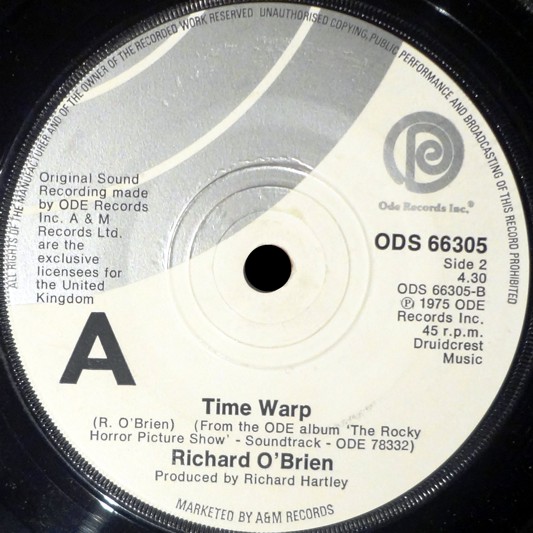 ALL RIGHTS OF THE MANUFACTURER AND OF THE OWNER OF THE RECORDED WORK RESERVED UNAUTHORISED COPYING, PUBLIC PERFORMANCE AND BROADCASTING OF THIS RECORD PROHIBITED
Original Sound
Recording made
by ODE Records
Inc. A & M
Records Ltd.
are the
exclusive
licensees for
the United
Kingdom
Ode Records Inc.®
ODS 66305
Side 2
4.30
ODS 66305-B
℗ 1975 ODE
Records Inc.
45 r.p.m.
Druidcrest
Music
A
Time Warp
(R. O'Brien) (From the ODE album 'The Rocky
Horror Picture Show' - Soundtrack - ODE 78332)
Richard O'Brien
Produced by Richard Hartley
MARKETED BY A&M RECORDS